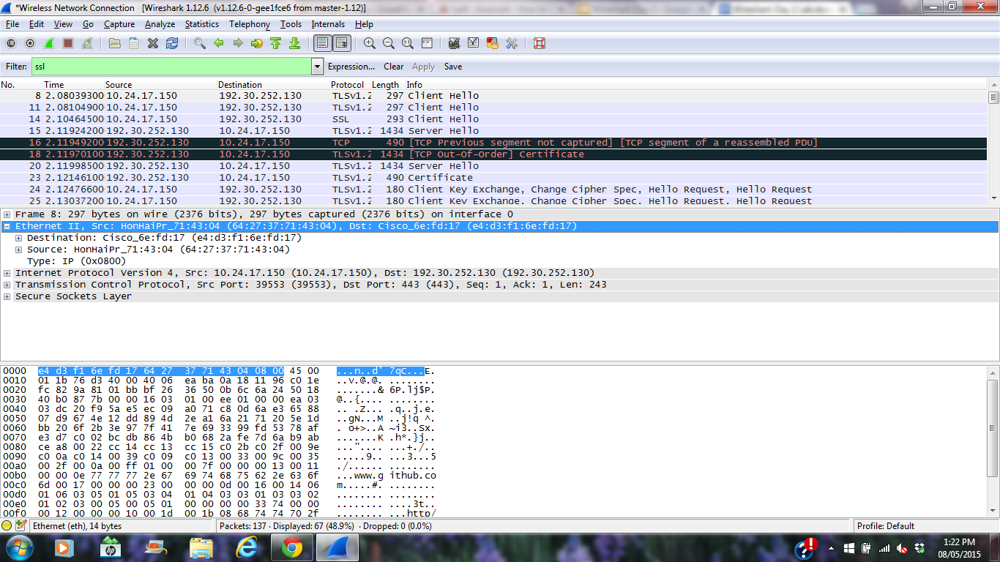 *Wireless Network Connection [Wireshark 1.12.6 (v1.12.6-0-gee1fce6 from master-1.12)]
File Edit View Go Capture Analyze Statistics Telephony Tools Internals Help
Filter: ssl Expression... Clear Apply Save
No. Time Source Destination Protocol Length Info
8 2.08039300 10.24.17.150 192.30.252.130 TLSv1.2 297 Client Hello
11 2.08104900 10.24.17.150 192.30.252.130 TLSv1.2 297 Client Hello
14 2.10464500 10.24.17.150 192.30.252.130 SSL 293 Client Hello
15 2.11924200 192.30.252.130 10.24.17.150 TLSv1.2 1434 Server Hello
16 2.11949200 192.30.252.130 10.24.17.150 TCP 490 [TCP Previous segment not captured] [TCP segment of a reassembled PDU]
18 2.11970100 192.30.252.130 10.24.17.150 TLSv1.2 1434 [TCP Out-Of-Order] Certificate
20 2.11998500 192.30.252.130 10.24.17.150 TLSv1.2 1434 Server Hello
23 2.12146100 192.30.252.130 10.24.17.150 TLSv1.2 490 Certificate
24 2.12476600 10.24.17.150 192.30.252.130 TLSv1.2 180 Client Key Exchange, Change Cipher Spec, Hello Request, Hello Request
25 2.13037200 10.24.17.150 192.30.252.130 TLSv1.2 180 Client Key Exchange, Change Cipher Spec, Hello Request, Hello Request
Frame 8: 297 bytes on wire (2376 bits), 297 bytes captured (2376 bits) on interface 0
Ethernet II, Src: HonHaiPr_71:43:04 (64:27:37:71:43:04), Dst: Cisco_6e:fd:17 (e4:d3:f1:6e:fd:17)
Destination: Cisco_6e:fd:17 (e4:d3:f1:6e:fd:17)
Source: HonHaiPr_71:43:04 (64:27:37:71:43:04)
Type: IP (0x0800)
Internet Protocol Version 4, Src: 10.24.17.150 (10.24.17.150), Dst: 192.30.252.130 (192.30.252.130)
Transmission Control Protocol, Src Port: 39553 (39553), Dst Port: 443 (443), Seq: 1, Ack: 1, Len: 243
Secure Sockets Layer
0000 e4 d3 f1 6e fd 17 64 27 37 71 43 04 08 00 45 00 ...n..d' 7qC...E.
0010 01 1b 76 d3 40 00 40 06 ea ba 0a 18 11 96 c0 1e ..v.@.@. ........
0020 fc 82 9a 81 01 bb bf 26 36 50 0b 6c 6a 24 50 18 .......& 6P.lj$P.
0030 40 b0 87 7b 00 00 16 03 01 00 ee 01 00 00 ea 03 @..{.... ........
0040 03 dc 20 f9 5a e5 ec 09 a0 71 c8 0d 6a e3 65 88 .. .Z... .q..j.e.
0050 07 d9 67 4e 12 dd 89 4d 2e a1 6a 21 71 20 5e 1d ..gN...M ..j!q ^.
0060 bb 20 6f 2b 3e 97 7f 41 7e 69 33 99 fd 53 78 af . o+>..A ~i3..Sx.
0070 e3 d7 c0 02 bc db 86 4b b0 68 2a fe 7d 6a b9 ab .......K .h*.}j..
0080 ce a8 00 22 cc 14 cc 13 cc 15 c0 2b c0 2f 00 9e ...".... ...+./..
0090 c0 0a c0 14 00 39 c0 09 c0 13 00 33 00 9c 00 35 .....9.. ...3...5
00a0 00 2f 00 0a 00 ff 01 00 00 7f 00 00 00 13 00 11 ./...... ........
00b0 00 00 0e 77 77 77 2e 67 69 74 68 75 62 2e 63 6f ...www.g ithub.co
00c0 6d 00 17 00 00 00 23 00 00 00 0d 00 16 00 14 06 m.....#. ........
00d0 01 06 03 05 01 05 03 04 01 04 03 03 01 03 03 02 ........ ........
00e0 01 02 03 00 05 00 05 01 00 00 00 00 33 74 00 00 ........ ....3t..
00f0 00 12 00 00 00 10 00 1d 00 1b 08 68 74 74 70 2f ........ ...http/
Ethernet (eth), 14 bytes Packets: 137 · Displayed: 67 (48.9%) · Dropped: 0 (0.0%) Profile: Default
1:22 PM
08/05/2015